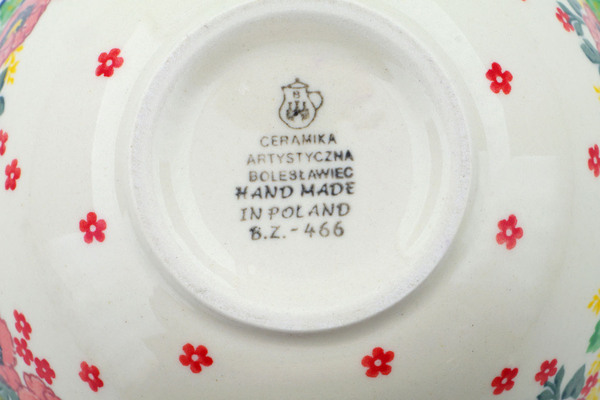 B
CERAMIKA
ARTYSTYCZNA
BOLESŁAWIEC
HAND MADE
IN POLAND
B.Z.-466